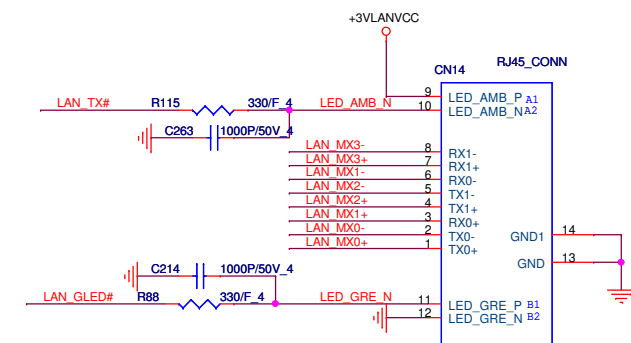 +3VLANVCC
RJ45_CONN
CN14
LAN_TX# R115 330/F_4 LED_AMB_N 9 LED_AMB_P A1
10 LED_AMB_N A2
C263 1000P/50V_4
LAN_MX3- 8 RX1-
LAN_MX3+ 7 RX1+
LAN_MX1- 6 RX0-
LAN_MX2- 5 TX1-
LAN_MX2+ 4 TX1+
LAN_MX1+ 3 RX0+
LAN_MX0- 2 TX0-
LAN_MX0+ 1 TX0+
GND1 14
GND 13
C214 1000P/50V_4
LAN_GLED# R88 330/F_4 LED_GRE_N 11 LED_GRE_P B1
12 LED_GRE_N B2